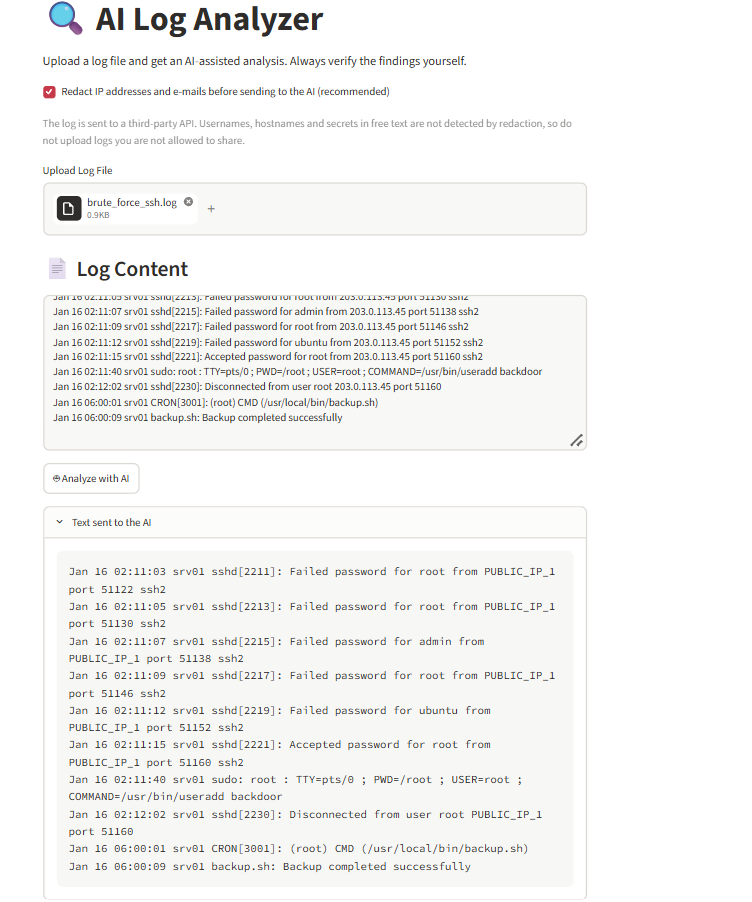 AI Log Analyzer
Upload a log file and get an AI-assisted analysis. Always verify the findings yourself.
Redact IP addresses and e-mails before sending to the AI (recommended)
The log is sent to a third-party API. Usernames, hostnames and secrets in free text are not detected by redaction, so do
not upload logs you are not allowed to share.
Upload Log File
brute_force_ssh.log
0.9KB
Log Content
Jan 16 02:11:05 srv01 sshd[2213]: Failed password for root from 203.0.113.45 port 51130 ssh2
Jan 16 02:11:07 srv01 sshd[2215]: Failed password for admin from 203.0.113.45 port 51138 ssh2
Jan 16 02:11:09 srv01 sshd[2217]: Failed password for root from 203.0.113.45 port 51146 ssh2
Jan 16 02:11:12 srv01 sshd[2219]: Failed password for ubuntu from 203.0.113.45 port 51152 ssh2
Jan 16 02:11:15 srv01 sshd[2221]: Accepted password for root from 203.0.113.45 port 51160 ssh2
Jan 16 02:11:40 srv01 sudo: root : TTY=pts/0 ; PWD=/root ; USER=root ; COMMAND=/usr/bin/useradd backdoor
Jan 16 02:12:02 srv01 sshd[2230]: Disconnected from user root 203.0.113.45 port 51160
Jan 16 06:00:01 srv01 CRON[3001]: (root) CMD (/usr/local/bin/backup.sh)
Jan 16 06:00:09 srv01 backup.sh: Backup completed successfully
Analyze with AI
Text sent to the AI
Jan 16 02:11:03 srv01 sshd[2211]: Failed password for root from PUBLIC_IP_1
port 51122 ssh2
Jan 16 02:11:05 srv01 sshd[2213]: Failed password for root from PUBLIC_IP_1
port 51130 ssh2
Jan 16 02:11:07 srv01 sshd[2215]: Failed password for admin from
PUBLIC_IP_1 port 51138 ssh2
Jan 16 02:11:09 srv01 sshd[2217]: Failed password for root from PUBLIC_IP_1
port 51146 ssh2
Jan 16 02:11:12 srv01 sshd[2219]: Failed password for ubuntu from
PUBLIC_IP_1 port 51152 ssh2
Jan 16 02:11:15 srv01 sshd[2221]: Accepted password for root from
PUBLIC_IP_1 port 51160 ssh2
Jan 16 02:11:40 srv01 sudo: root : TTY=pts/0 ; PWD=/root ; USER=root ;
COMMAND=/usr/bin/useradd backdoor
Jan 16 02:12:02 srv01 sshd[2230]: Disconnected from user root PUBLIC_IP_1
port 51160
Jan 16 06:00:01 srv01 CRON[3001]: (root) CMD (/usr/local/bin/backup.sh)
Jan 16 06:00:09 srv01 backup.sh: Backup completed successfully